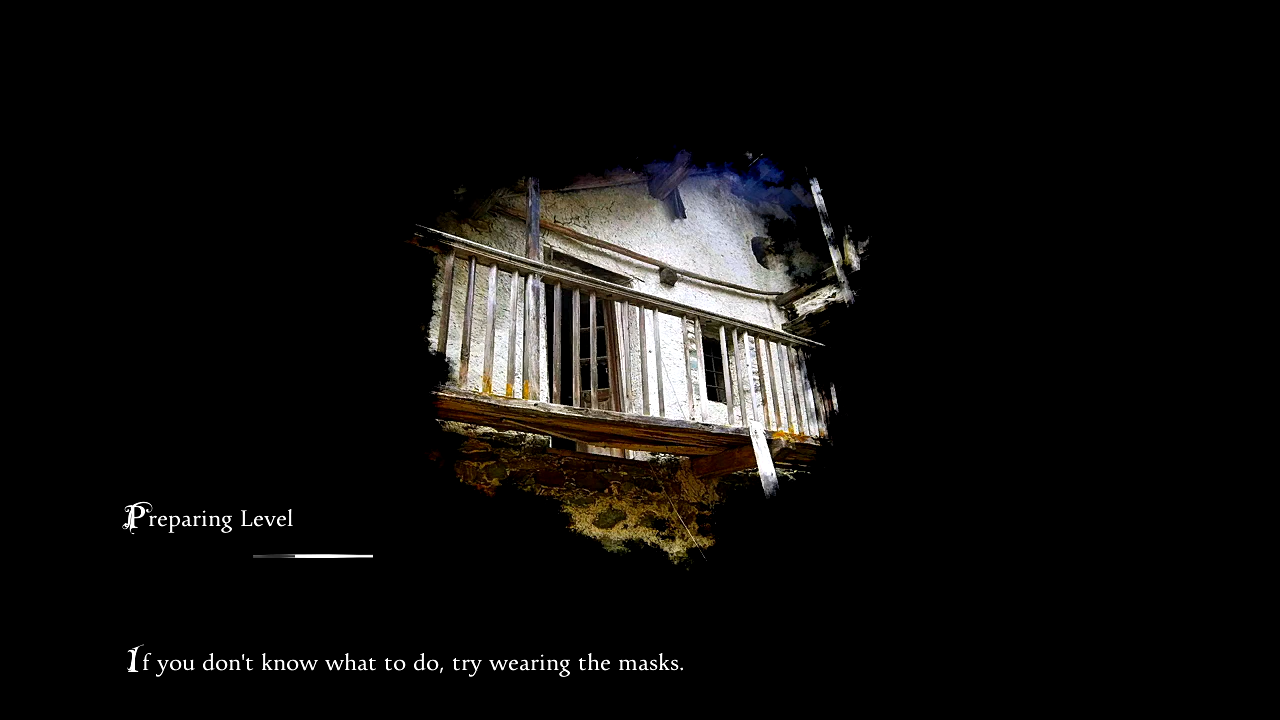 Preparing Level
If you don't know what to do, try wearing the masks.